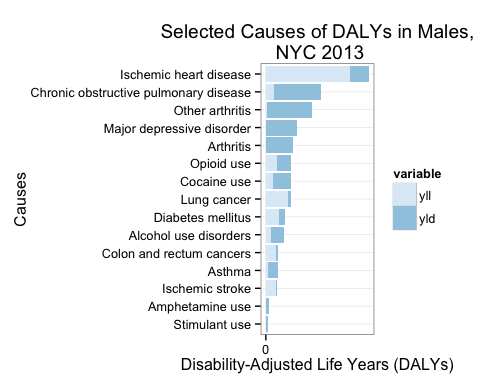 Selected Causes of DALYs in Males,
NYC 2013
Causes
Ischemic heart disease
Chronic obstructive pulmonary disease
Other arthritis
Major depressive disorder
Arthritis
Opioid use
Cocaine use
Lung cancer
Diabetes mellitus
Alcohol use disorders
Colon and rectum cancers
Asthma
Ischemic stroke
Amphetamine use
Stimulant use
0
Disability-Adjusted Life Years (DALYs)
variable
yll
yld